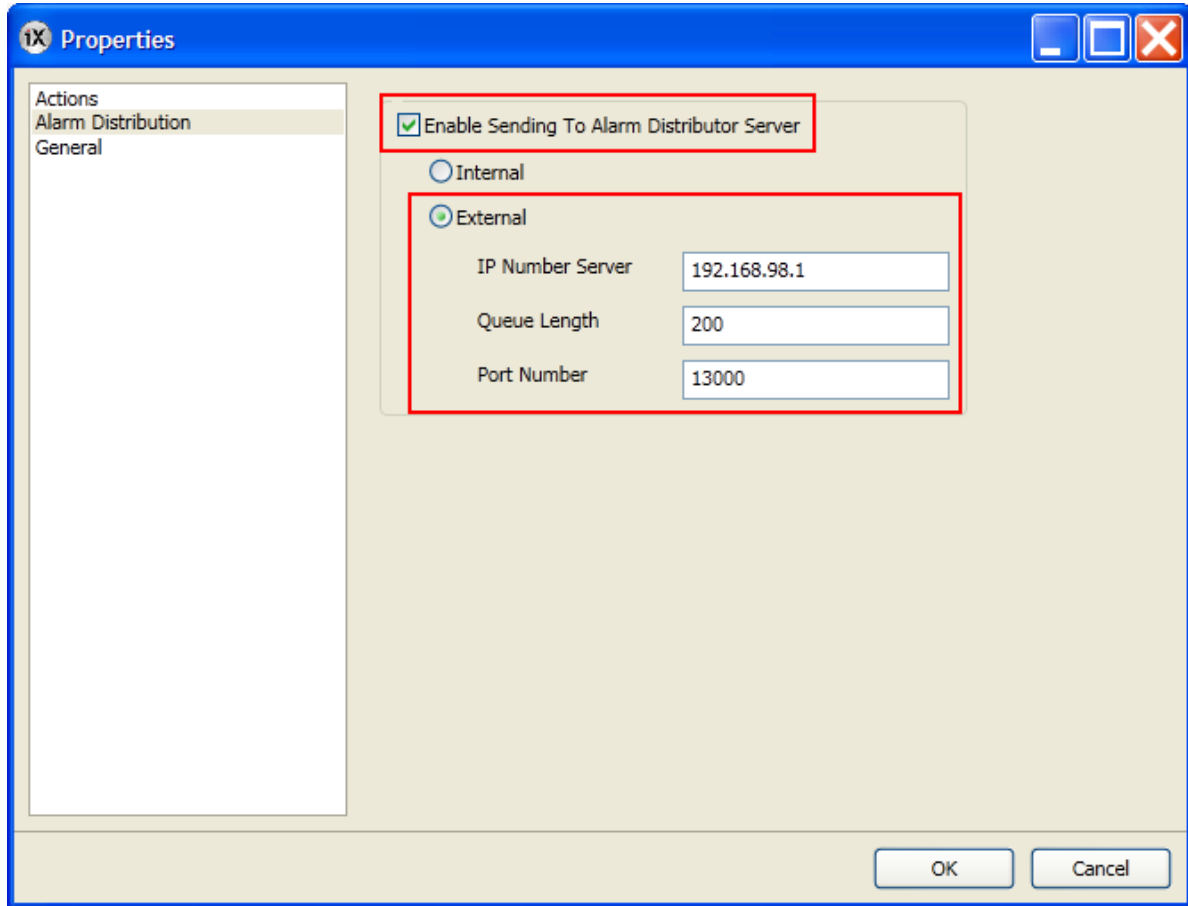 1X Properties
Actions
Alarm Distribution
General
Enable Sending To Alarm Distributor Server
Internal
External
IP Number Server 192.168.98.1
Queue Length 200
Port Number 13000
OK Cancel